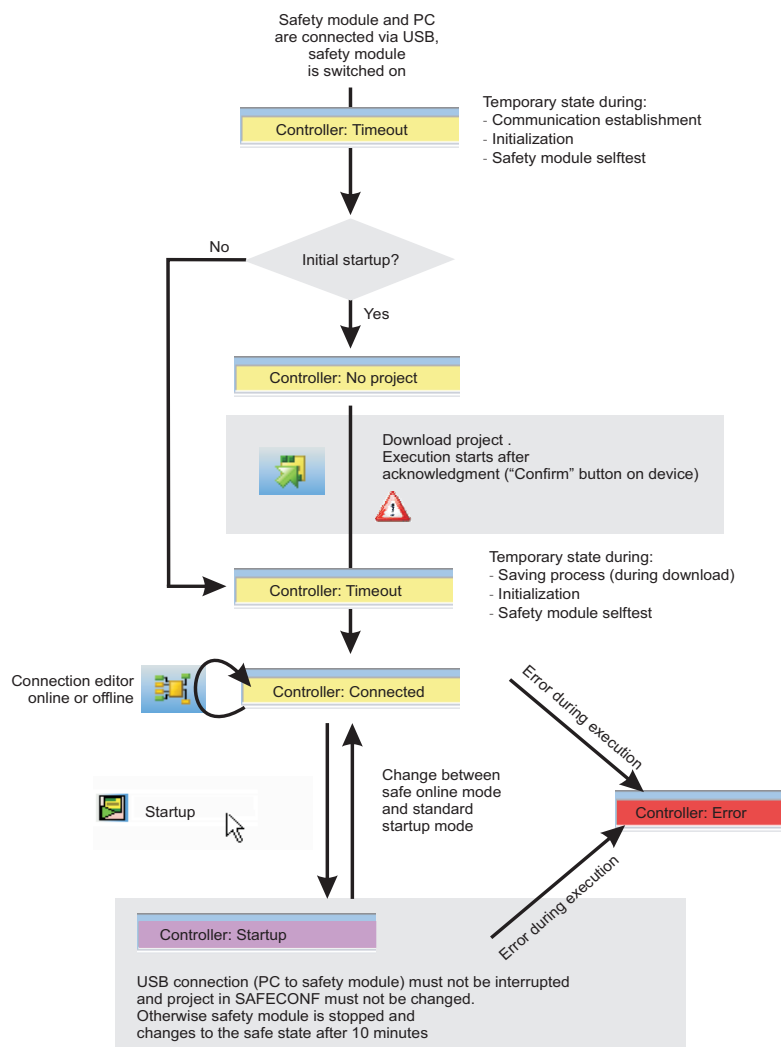 Safety module and PC
are connected via USB,
safety module
is switched on
Controller: Timeout
Temporary state during:
- Communication establishment
- Initialization
- Safety module selftest
No
Initial startup?
Yes
Controller: No project
Download project .
Execution starts after
acknowledgment (“Confirm” button on device)
!
Controller: Timeout
Temporary state during:
- Saving process (during download)
- Initialization
- Safety module selftest
Connection editor
online or offline
Controller: Connected
Error during execution
Startup
Change between
safe online mode
and standard
startup mode
Controller: Error
Error during execution
Controller: Startup
USB connection (PC to safety module) must not be interrupted
and project in SAFECONF must not be changed.
Otherwise safety module is stopped and
changes to the safe state after 10 minutes